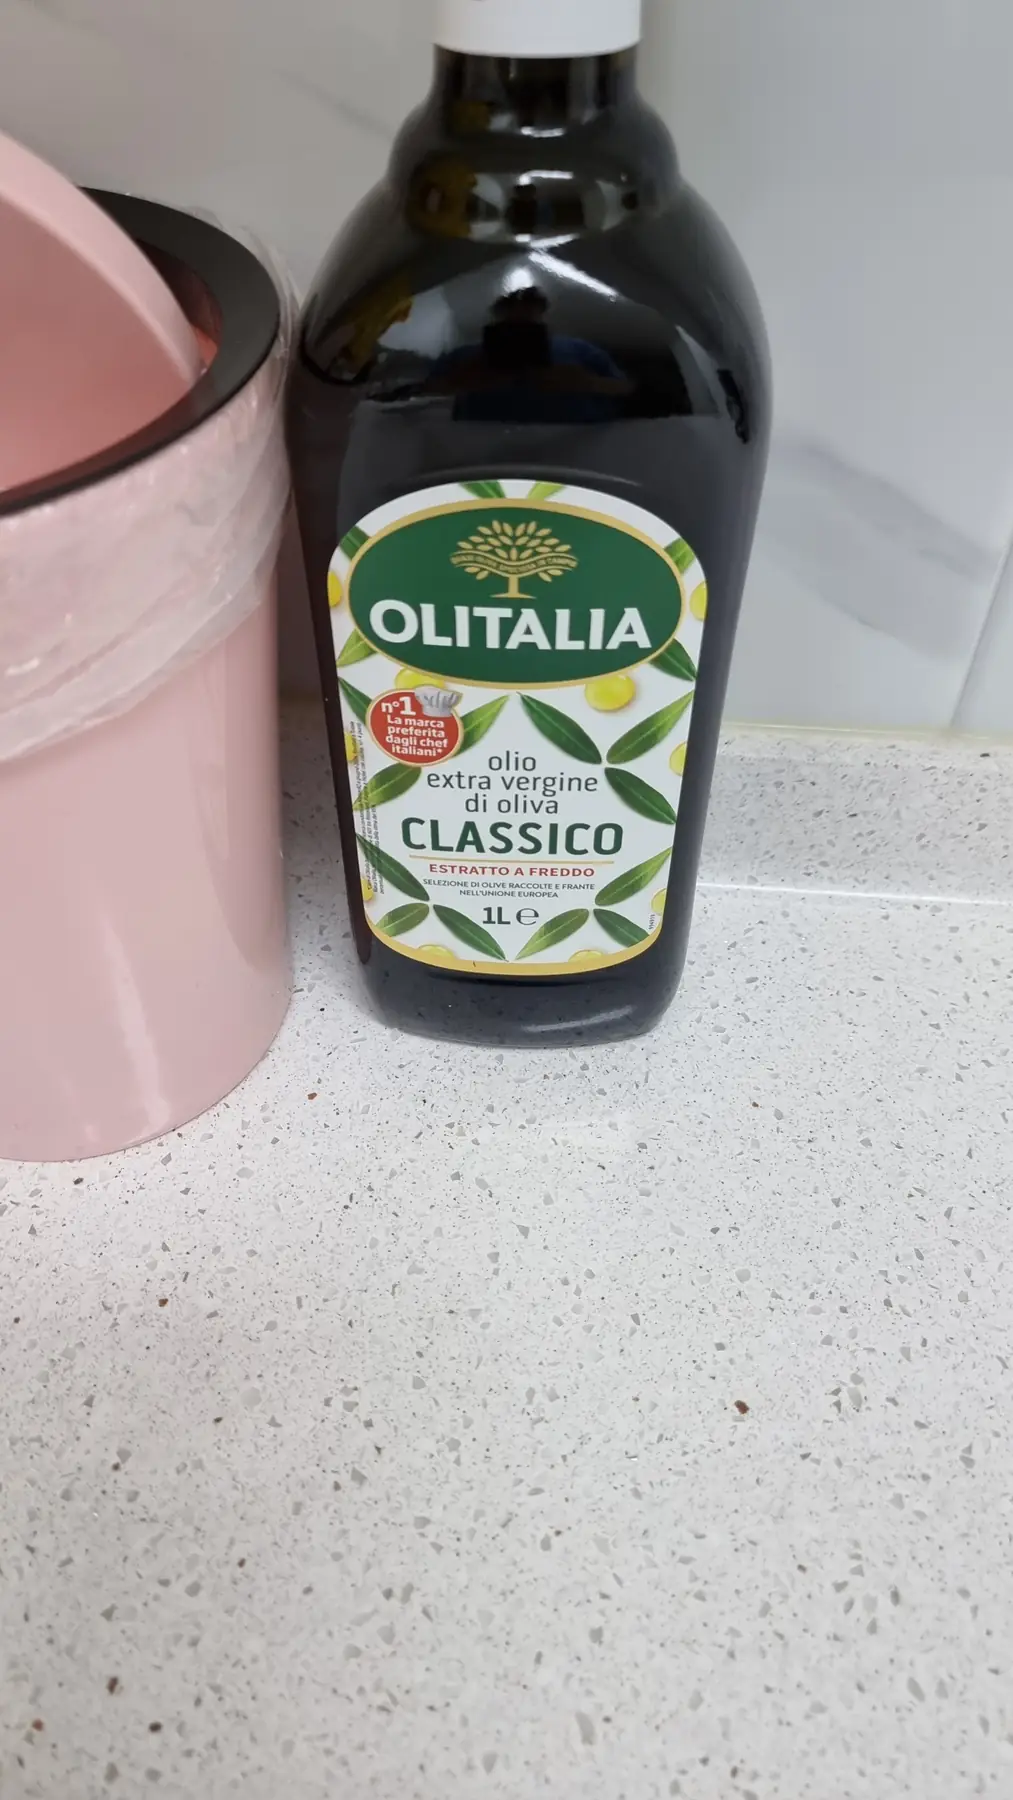 OLITALIA
n°1
La marca
preferita
dagli chef
italiani*
olio
extra vergine
di oliva
CLASSICO
ESTRATTO A FREDDO
SELEZIONE DI OLIVE RACCOLTE E FRANTE
NELL'UNIONE EUROPEA
1L e